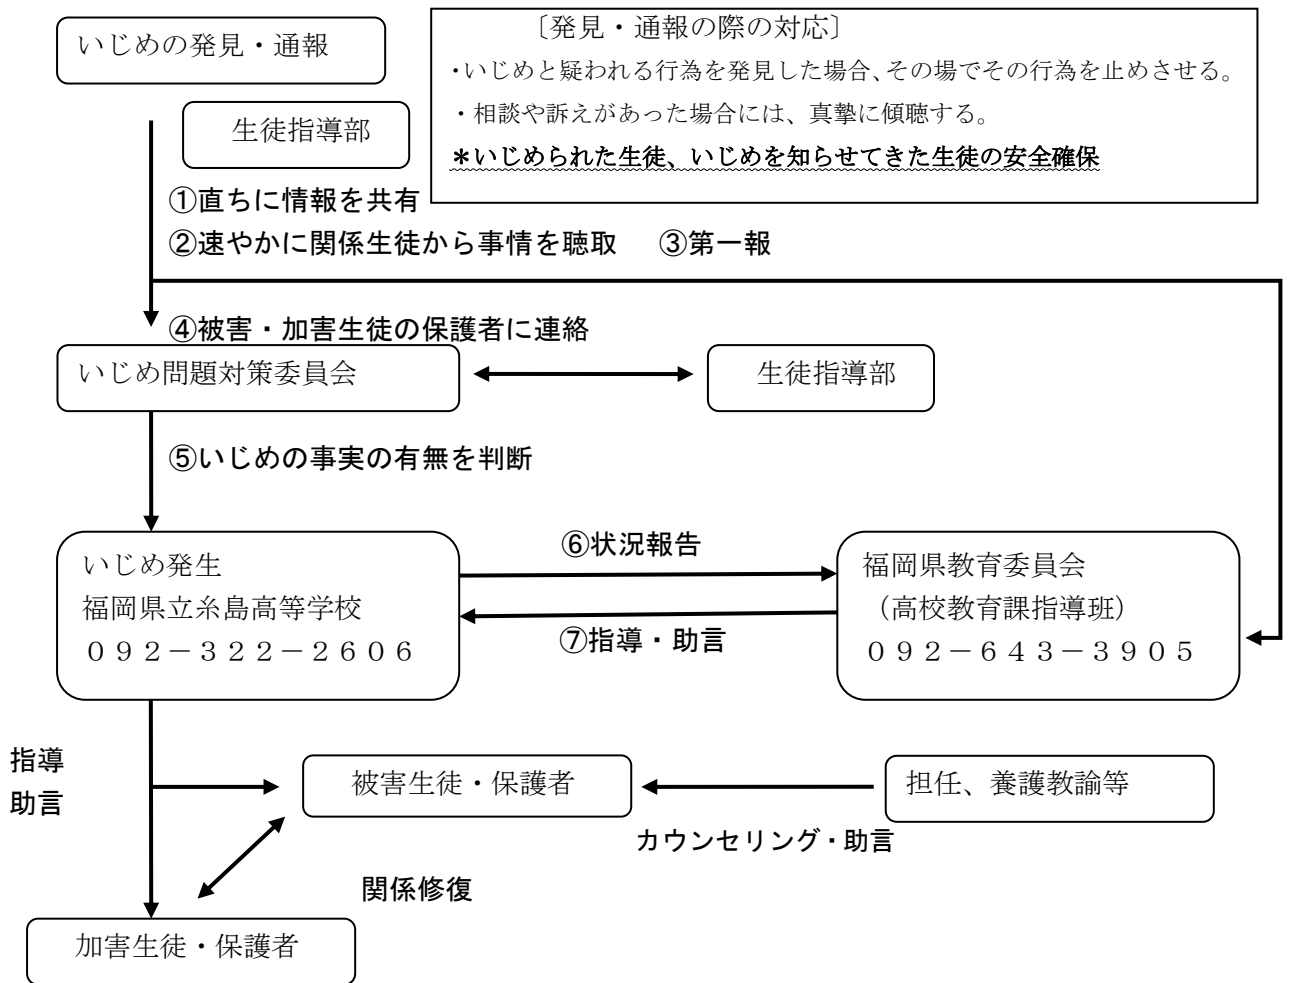 いじめの発見・通報
〔発見・通報の際の対応〕
・いじめと疑われる行為を発見した場合、その場でその行為を止めさせる。
・相談や訴えがあった場合には、真摯に傾聴する。
＊いじめられた生徒、いじめを知らせてきた生徒の安全確保
生徒指導部
①直ちに情報を共有
②速やかに関係生徒から事情を聴取　③第一報
④被害・加害生徒の保護者に連絡
いじめ問題対策委員会
生徒指導部
⑤いじめの事実の有無を判断
いじめ発生
福岡県立糸島高等学校
０９２－３２２－２６０６
⑥状況報告
⑦指導・助言
福岡県教育委員会
（高校教育課指導班）
０９２－６４３－３９０５
指導
助言
被害生徒・保護者
担任、養護教諭等
カウンセリング・助言
関係修復
加害生徒・保護者